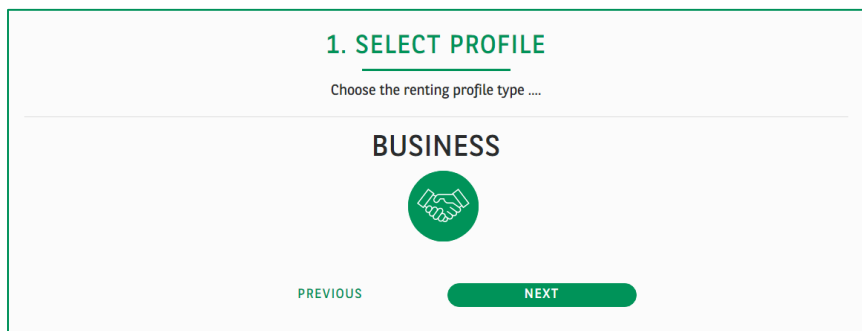 1. SELECT PROFILE
Choose the renting profile type ....
BUSINESS
PREVIOUS
NEXT